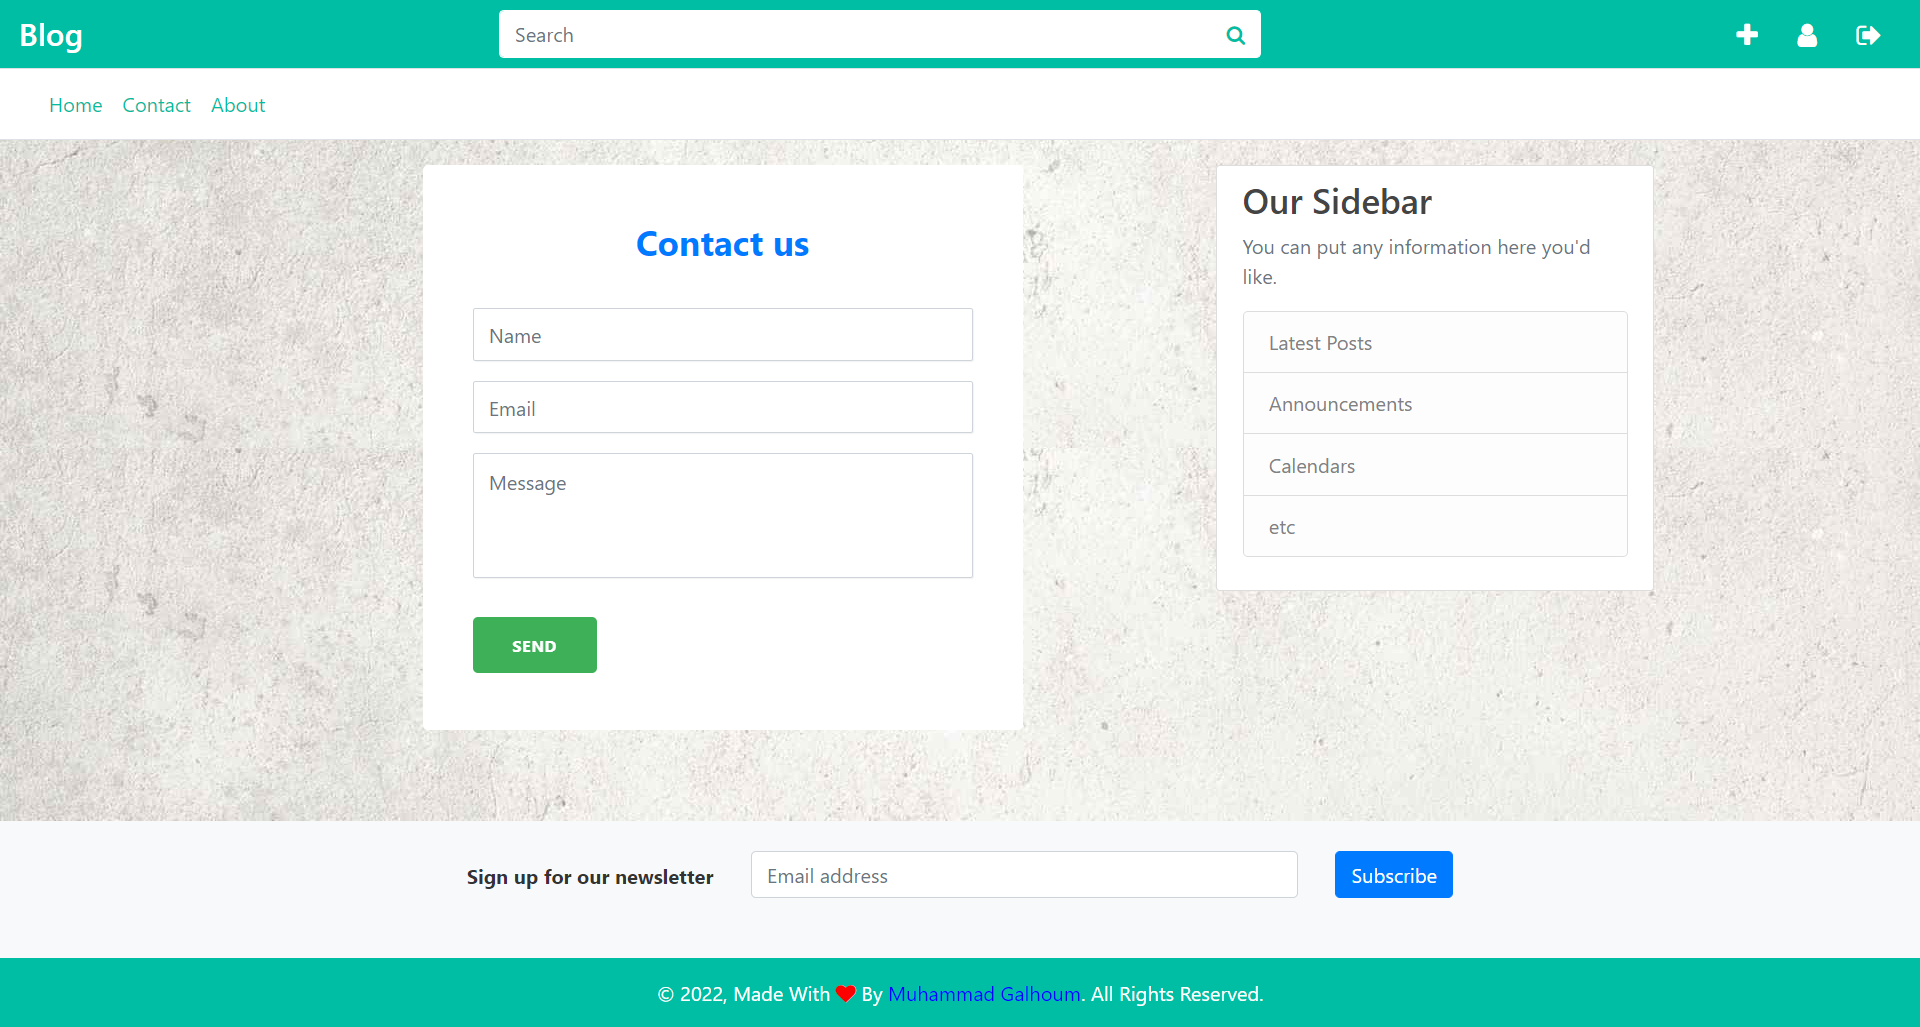 Blog
Search
Home Contact About
Contact us
Name
Email
Message
SEND
Our Sidebar
You can put any information here you'd
like.
Latest Posts
Announcements
Calendars
etc
Sign up for our newsletter
Email address
Subscribe
© 2022, Made With ❤ By Muhammad Galhoum. All Rights Reserved.